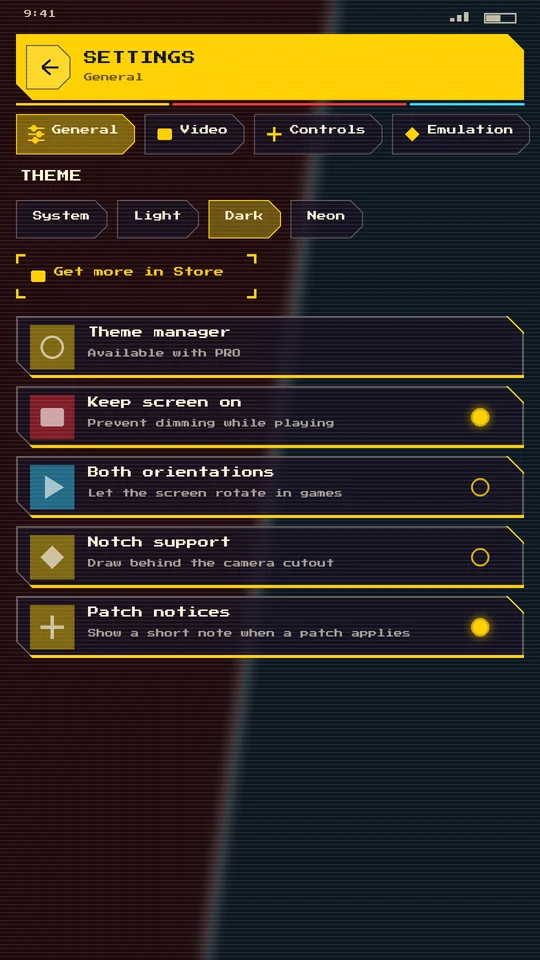 9:41
SETTINGS
General
General
Video
Controls
Emulation
THEME
System
Light
Dark
Neon
Get more in Store
Theme manager
Available with PRO
Keep screen on
Prevent dimming while playing
Both orientations
Let the screen rotate in games
Notch support
Draw behind the camera cutout
Patch notices
Show a short note when a patch applies